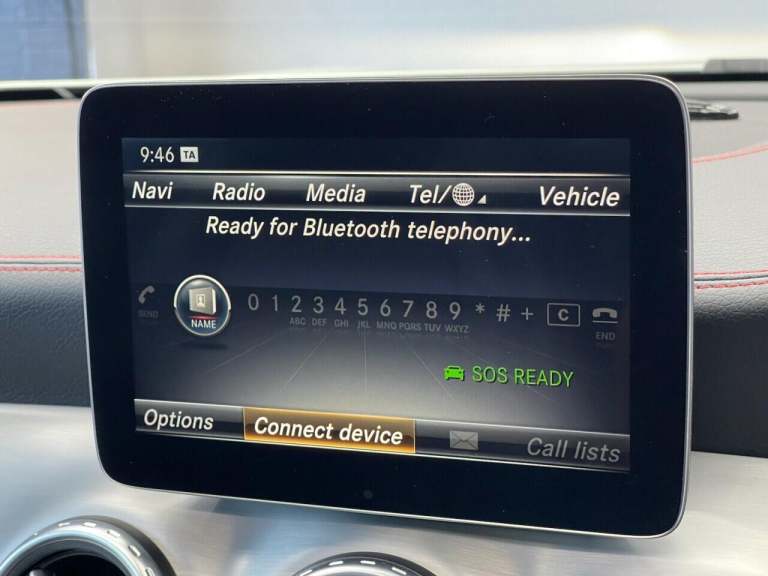 9:46 TA
Navi Radio Media Tel/ Vehicle
Ready for Bluetooth telephony...
0 1 2 3 4 5 6 7 8 9 * # + C
ABC DEF GHI JKL MNO PQRS TUV WXYZ
SEND NAME END
SOS READY
Options Connect device Call lists